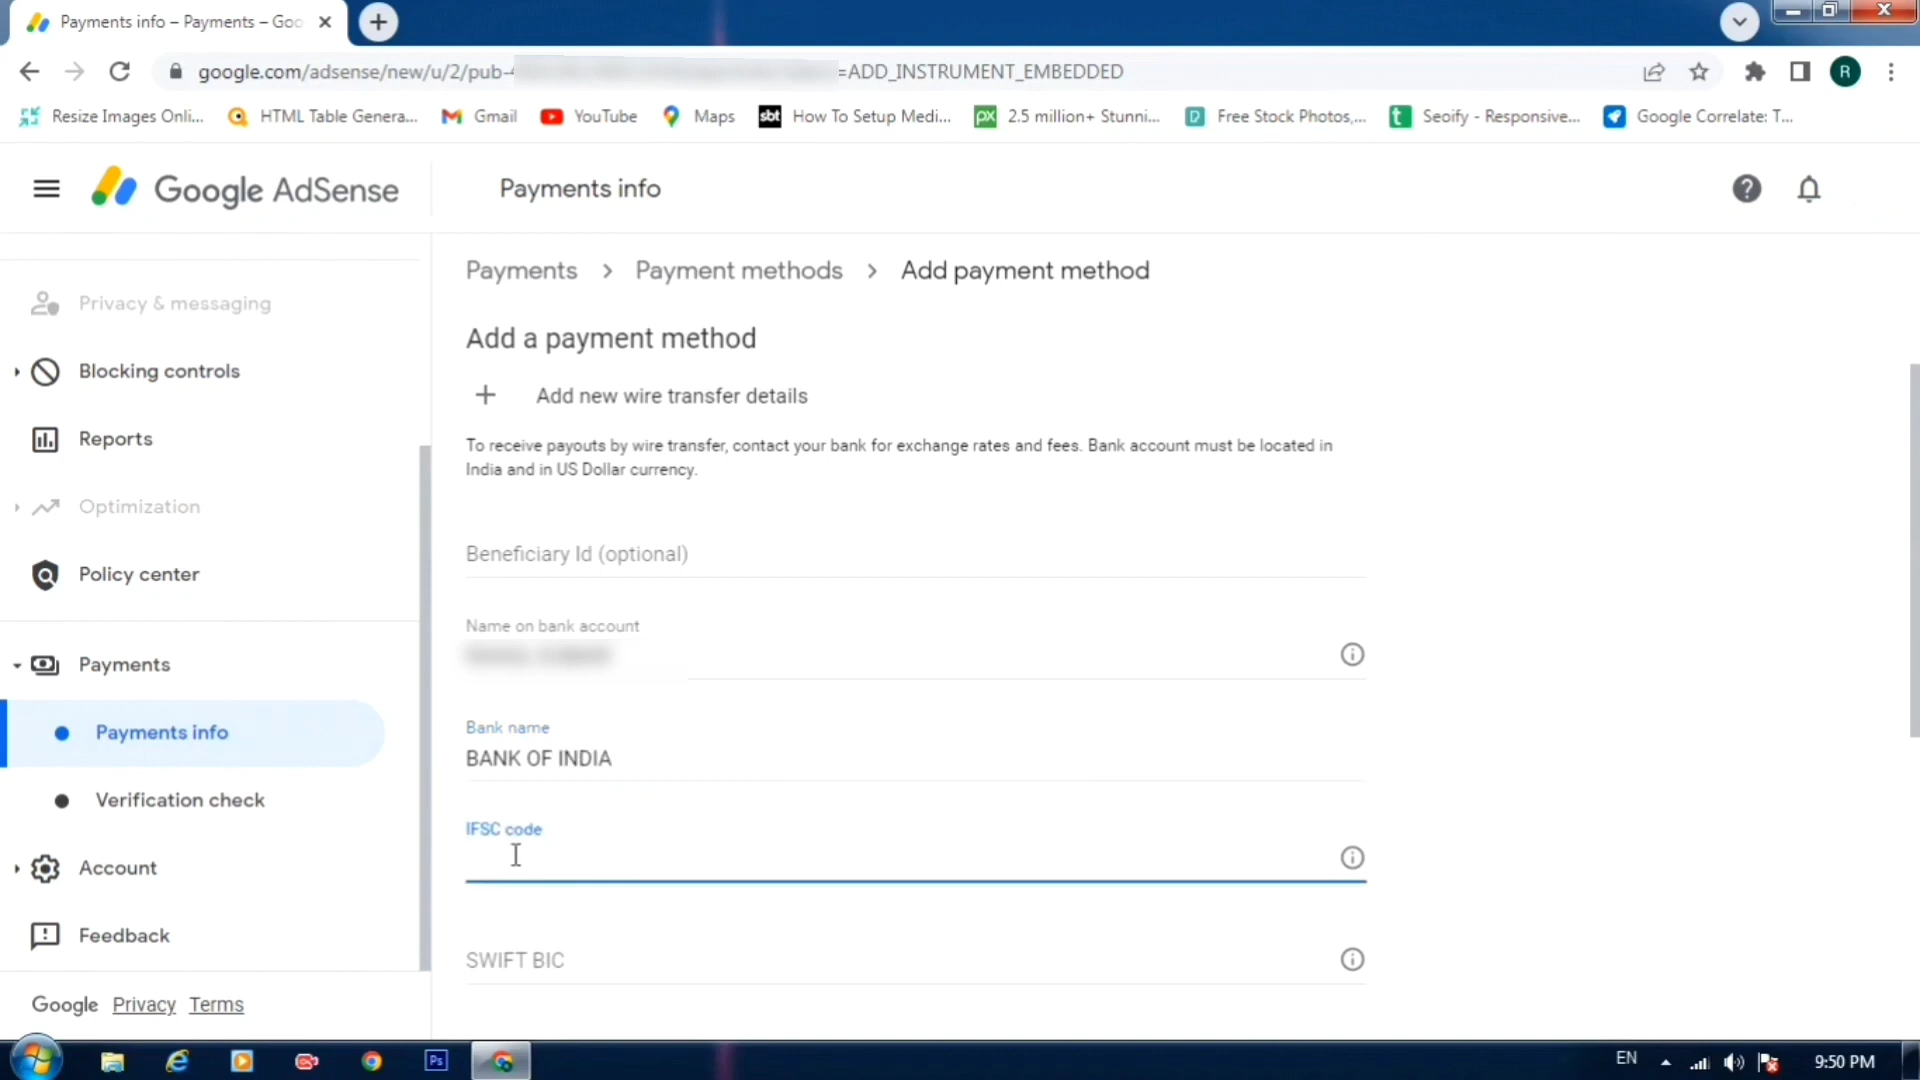 Payments info – Payments – Goo
google.com/adsense/new/u/2/pub-
=ADD_INSTRUMENT_EMBEDDED
R
Resize Images Onli...
HTML Table Genera...
Gmail
YouTube
Maps
sbt
How To Setup Medi...
px
2.5 million+ Stunni...
Free Stock Photos,...
t
Seoify - Responsive...
Google Correlate: T...
Google AdSense
Payments info
Privacy & messaging
Blocking controls
Reports
Optimization
Policy center
Payments
Payments info
Verification check
Account
Feedback
Google Privacy Terms
Payments > Payment methods > Add payment method
Add a payment method
+ Add new wire transfer details
To receive payouts by wire transfer, contact your bank for exchange rates and fees. Bank account must be located in
India and in US Dollar currency.
Beneficiary Id (optional)
Name on bank account
Bank name
BANK OF INDIA
IFSC code
SWIFT BIC
Ps
EN
9:50 PM